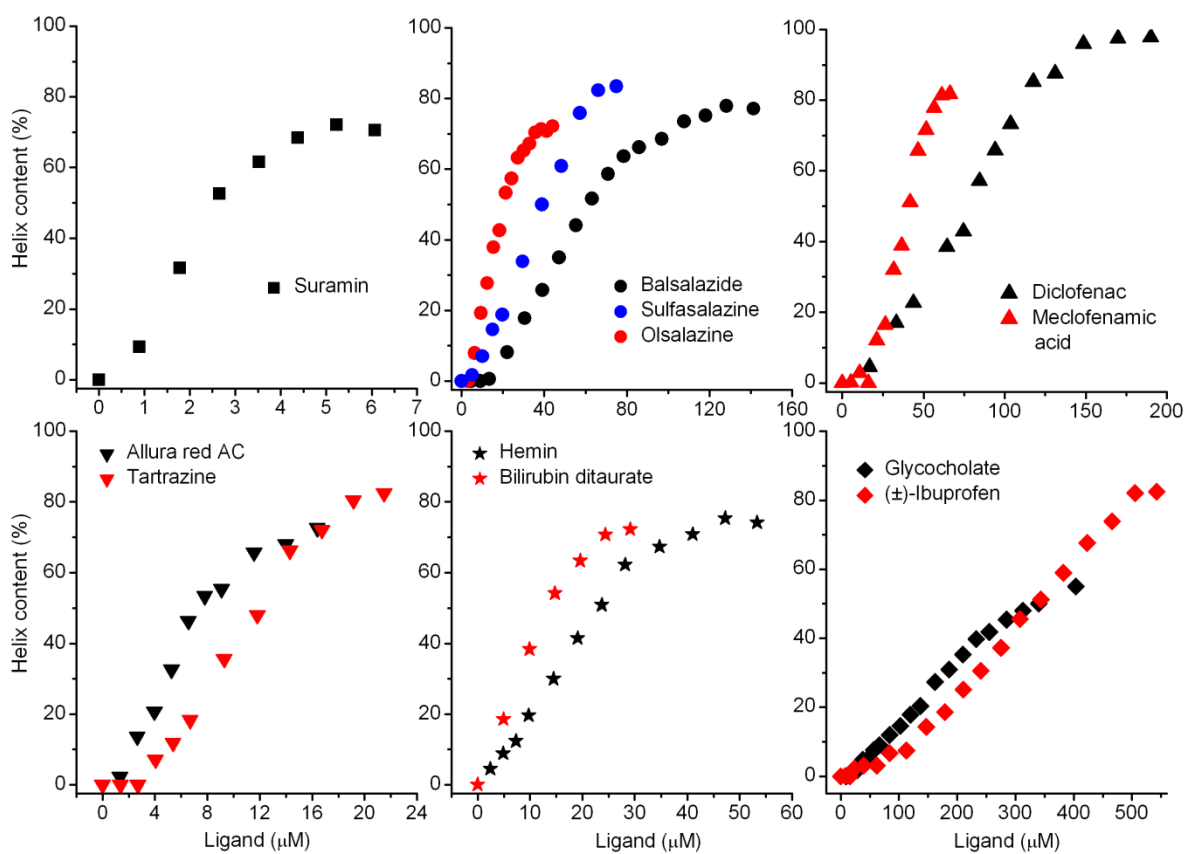 100
80
60
40
20
0
Helix content (%)
Suramin
0 1 2 3 4 5 6 7
100
80
60
40
20
0
Balsalazide
Sulfasalazine
Olsalazine
0 40 80 120 160
100
80
60
40
20
0
Diclofenac
Meclofenamic
acid
0 50 100 150 200
100
80
60
40
20
0
Helix content (%)
Allura red AC
Tartrazine
0 4 8 12 16 20 24
Ligand (μM)
100
80
60
40
20
0
Hemin
Bilirubin ditaurate
0 10 20 30 40 50 60
Ligand (μM)
100
80
60
40
20
0
Glycocholate
(±)-Ibuprofen
0 100 200 300 400 500
Ligand (μM)